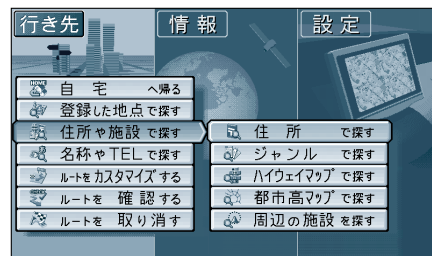 行き先 情報 設定
自宅 へ帰る
登録した地点で探す
住所や施設で探す
名称やTELで探す
ルートをカスタマイズする
ルートを 確認する
ルートを 取り消す
住所 で探す
ジャンル で探す
ハイウェイマップで探す
都市高マップで探す
周辺の施設を探す